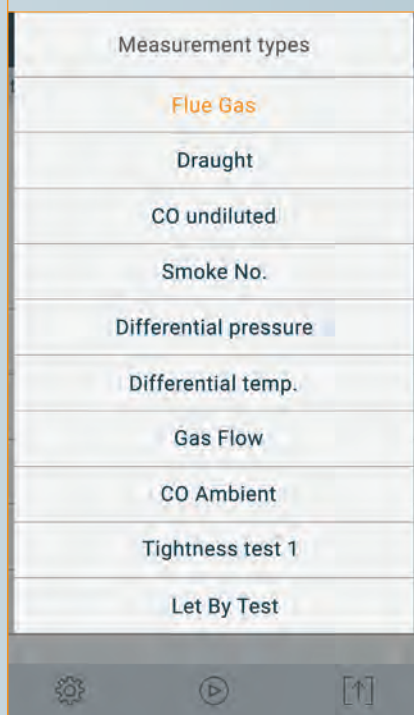 Measurement types
Flue Gas
Draught
CO undiluted
Smoke No.
Differential pressure
Differential temp.
Gas Flow
CO Ambient
Tightness test 1
Let By Test